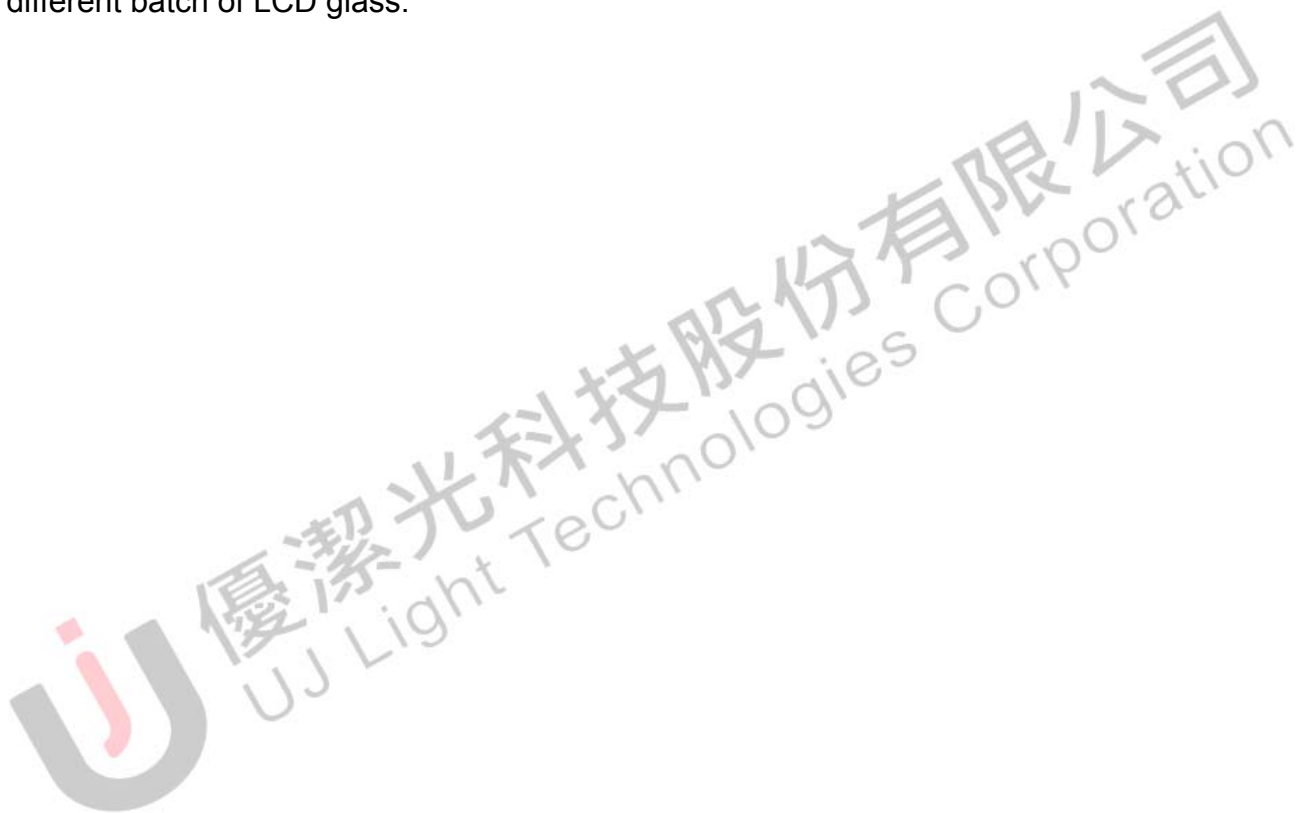 different batch of LCD glass.
優潔光科技股份有限公司
UJ Light Technologies Corporation